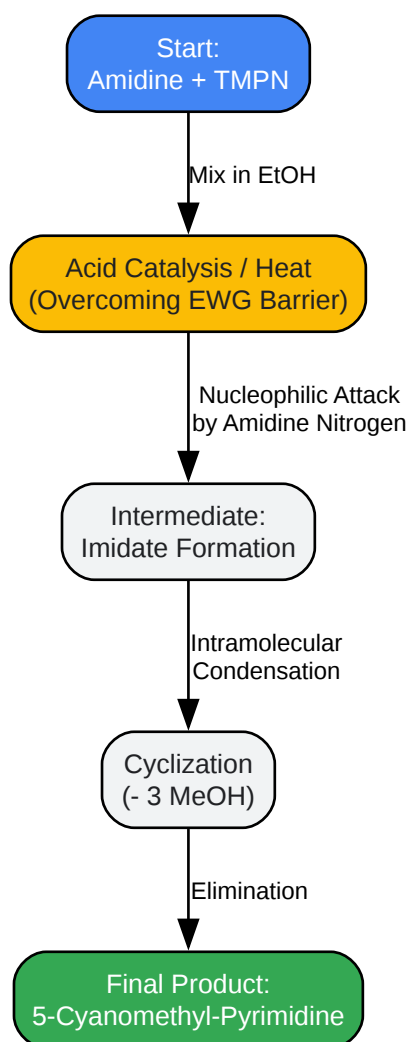 Start:
Amidine + TMPN
Mix in EtOH
Acid Catalysis / Heat
(Overcoming EWG Barrier)
Nucleophilic Attack
by Amidine Nitrogen
Intermediate:
Imidate Formation
Intramolecular
Condensation
Cyclization
(- 3 MeOH)
Elimination
Final Product:
5-Cyanomethyl-Pyrimidine